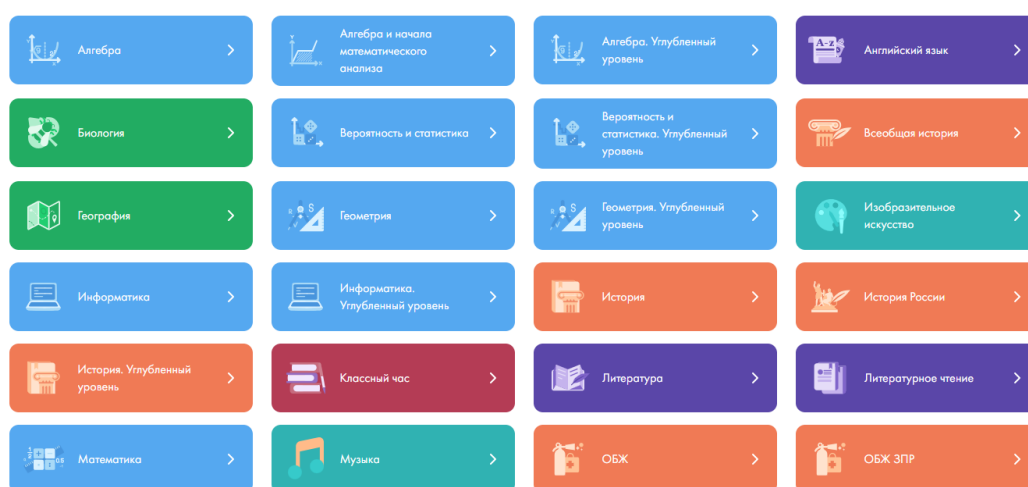 Алгебра
Алгебра и начала
математического
анализа
Алгебра. Углубленный
уровень
A-z
Английский язык
Биология
Вероятность и статистика
Вероятность и
статистика. Углубленный
уровень
Всеобщая история
География
Геометрия
Геометрия. Углубленный
уровень
Изобразительное
искусство
Информатика
Информатика.
Углубленный уровень
История
История России
История. Углубленный
уровень
Классный час
Литература
Литературное чтение
Математика
Музыка
ОБЖ
ОБЖ ЗПР